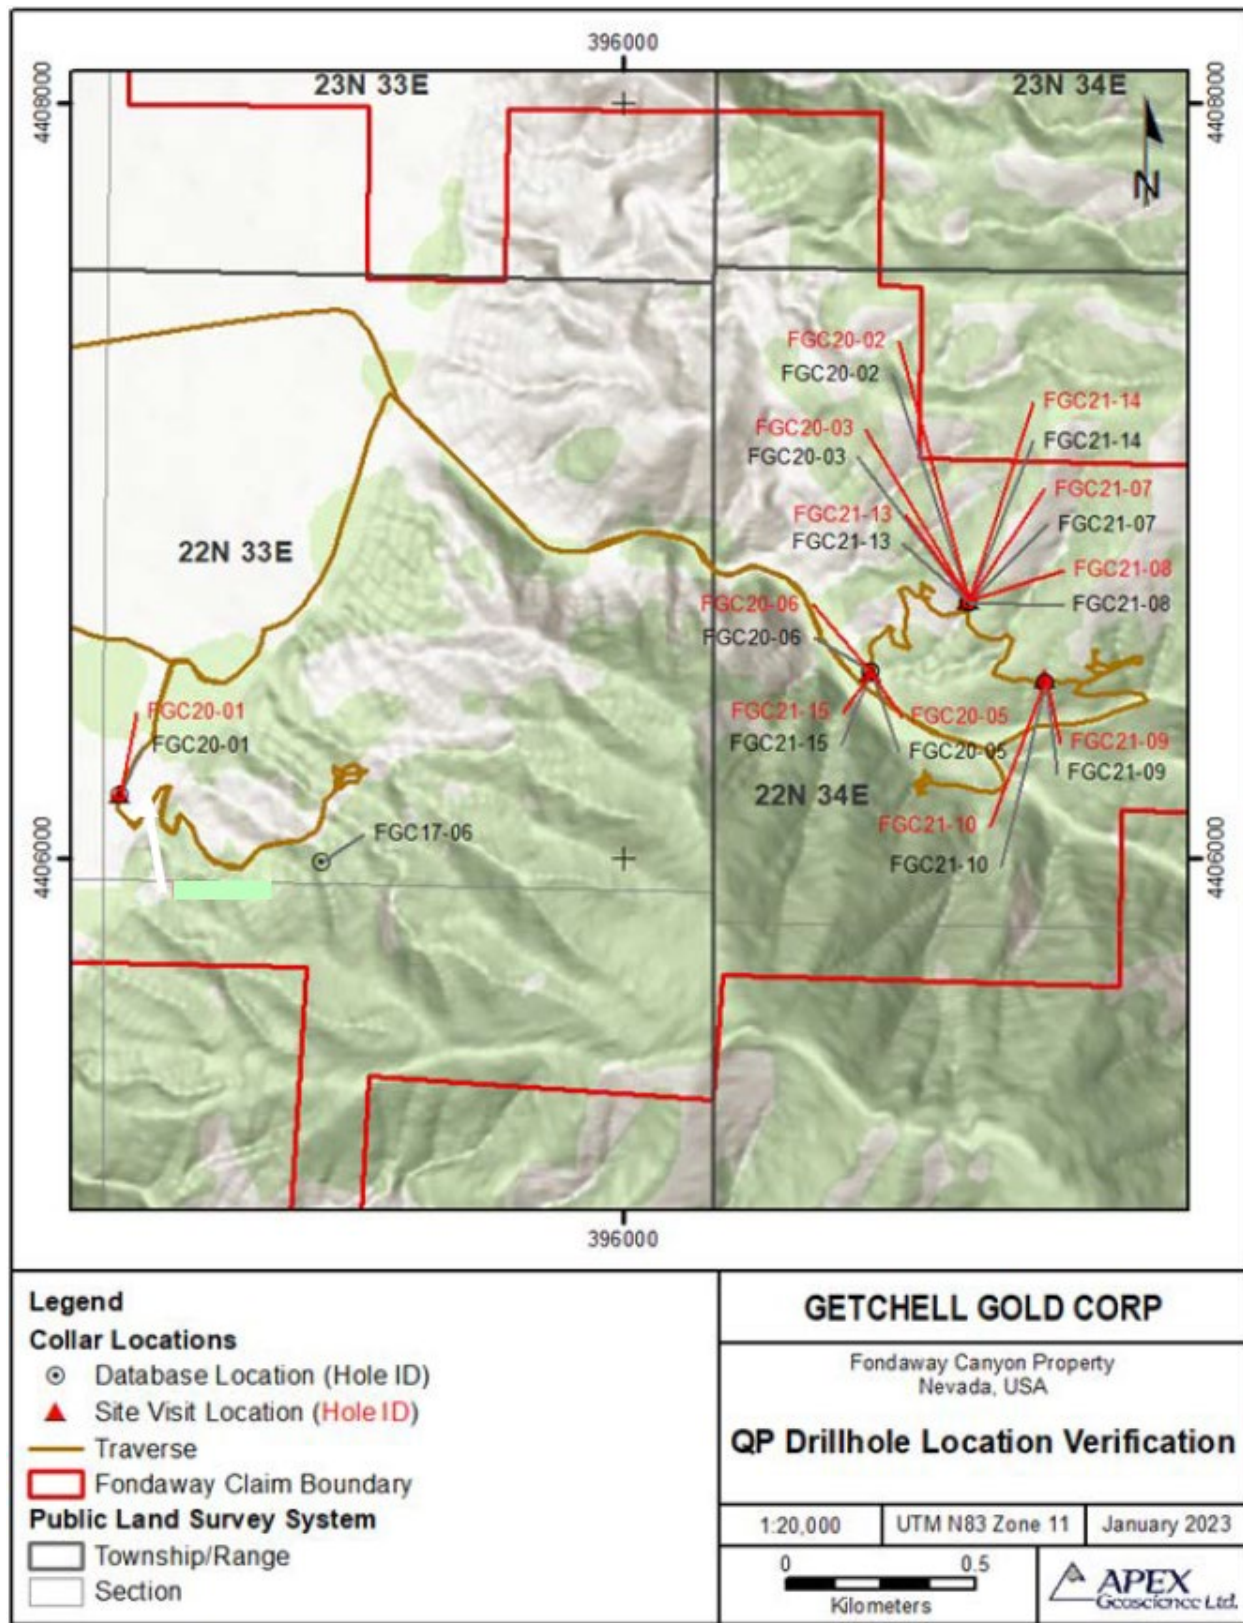 396000
23N 33E
23N 34E
4408000
4408000
N
FGC20-02
FGC20-02
FGC21-14
FGC20-03
FGC21-14
FGC20-03
FGC21-07
FGC21-13
FGC21-07
FGC21-13
22N 33E
FGC21-08
FGC20-06
FGC21-08
FGC20-06
FGC20-01
FGC21-15
FGC20-05
FGC20-01
FGC21-15
FGC20-05
FGC21-09
FGC21-09
22N 34E
FGC17-06
FGC21-10
4406000
4406000
FGC21-10
396000
Legend
Collar Locations
Database Location (Hole ID)
Site Visit Location (Hole ID)
Traverse
Fondaway Claim Boundary
Public Land Survey System
Township/Range
Section
GETCHELL GOLD CORP
Fondaway Canyon Property
Nevada, USA
QP Drillhole Location Verification
1:20,000
UTM N83 Zone 11
January 2023
0 0.5
Kilometers
APEX
Geoscience Ltd.